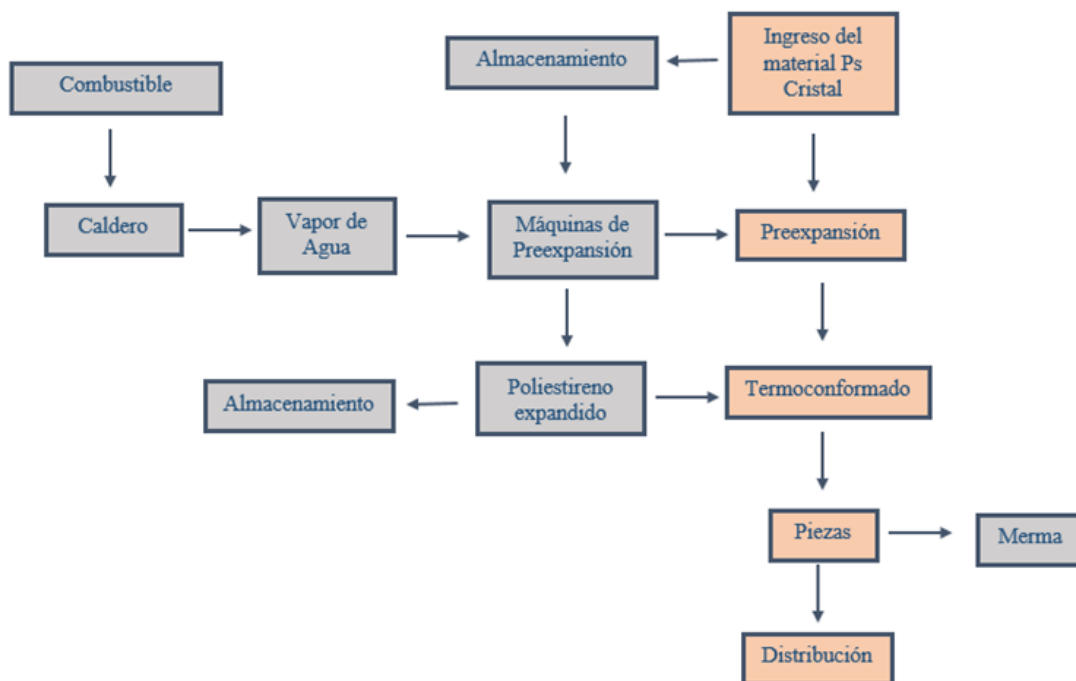 Ingreso del
material Ps
Cristal
Almacenamiento
Combustible
Caldero
Vapor de
Agua
Máquinas de
Preexpansión
Preexpansión
Almacenamiento
Poliestireno
expandido
Termoconformado
Piezas
Merma
Distribución